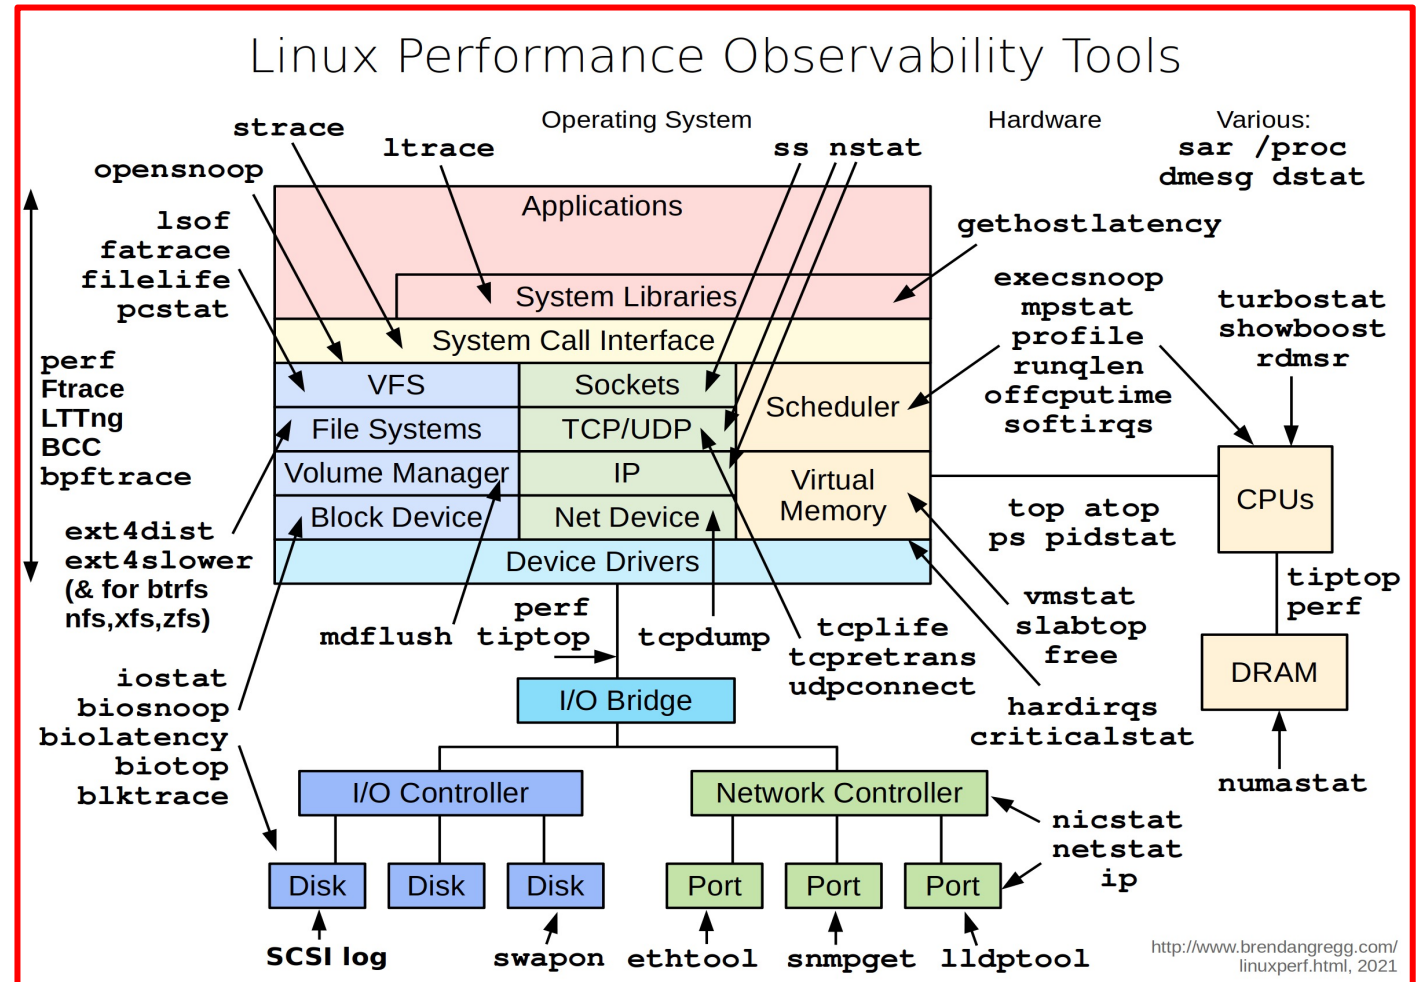 Linux Performance Observability Tools
Operating System
Hardware
Various:
sar /proc
dmesg dstat
strace
ltrace
ss nstat
opensnoop
gethostlatency
lsof
fatrace
filelife
pcstat
perf
Ftrace
LTTng
BCC
bpftrace
ext4dist
ext4slower
(& for btrfs
nfs,xfs,zfs)
Applications
System Libraries
System Call Interface
VFS
Sockets
Scheduler
File Systems
TCP/UDP
Volume Manager
IP
Virtual
Memory
Block Device
Net Device
Device Drivers
execsnoop
mpstat
profile
runqlen
offcputime
softirqs
turbostat
showboost
rdmsr
CPUs
top atop
ps pidstat
tiptop
perf
DRAM
numastat
vmstat
slabtop
free
hardirqs
criticalstat
mdflush
perf
tiptop
tcpdump
tcplife
tcpretrans
udpconnect
iostat
biosnoop
biolatency
biotop
blktrace
I/O Bridge
I/O Controller
Network Controller
nicstat
netstat
ip
Disk
Disk
Disk
Port
Port
Port
SCSI log
swapon
ethtool
snmpget
lldptool
http://www.brendangregg.com/
linuxperf.html, 2021